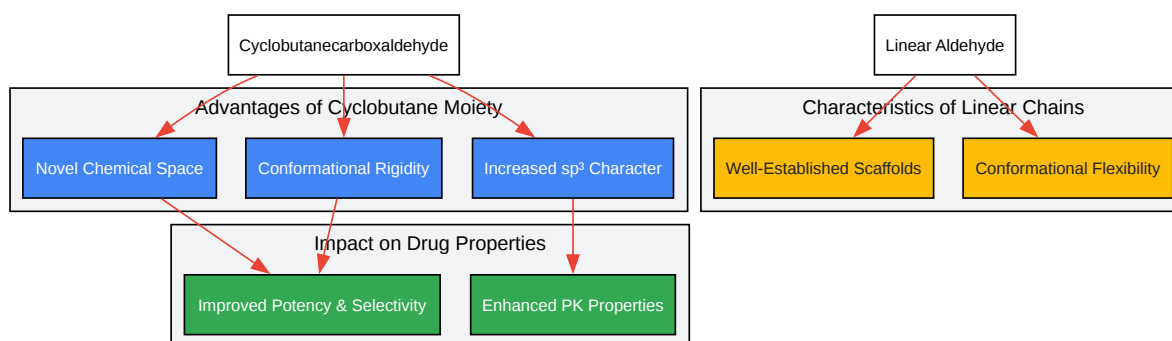 Cyclobutanecarboxaldehyde
Linear Aldehyde
Advantages of Cyclobutane Moiety
Characteristics of Linear Chains
Novel Chemical Space
Conformational Rigidity
Increased sp³ Character
Well-Established Scaffolds
Conformational Flexibility
Impact on Drug Properties
Improved Potency & Selectivity
Enhanced PK Properties